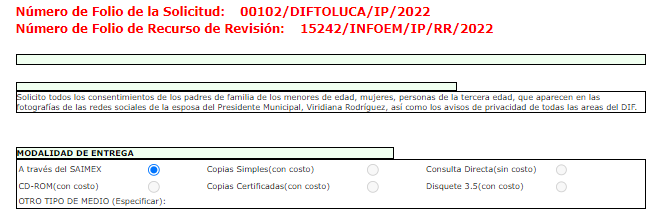 Número de Folio de la Solicitud: 00102/DIFTOLUCA/IP/2022
Número de Folio de Recurso de Revisión: 15242/INFOEM/IP/RR/2022
Solicito todos los consentimientos de los padres de familia de los menores de edad, mujeres, personas de la tercera edad, que aparecen en las
fotografías de las redes sociales de la esposa del Presidente Municipal, Viridiana Rodríguez, así como los avisos de privacidad de todas las areas del DIF.
MODALIDAD DE ENTREGA
A través del SAIMEX Copias Simples(con costo) Consulta Directa(sin costo)
CD-ROM(con costo) Copias Certificadas(con costo) Disquete 3.5(con costo)
OTRO TIPO DE MEDIO (Especificar):